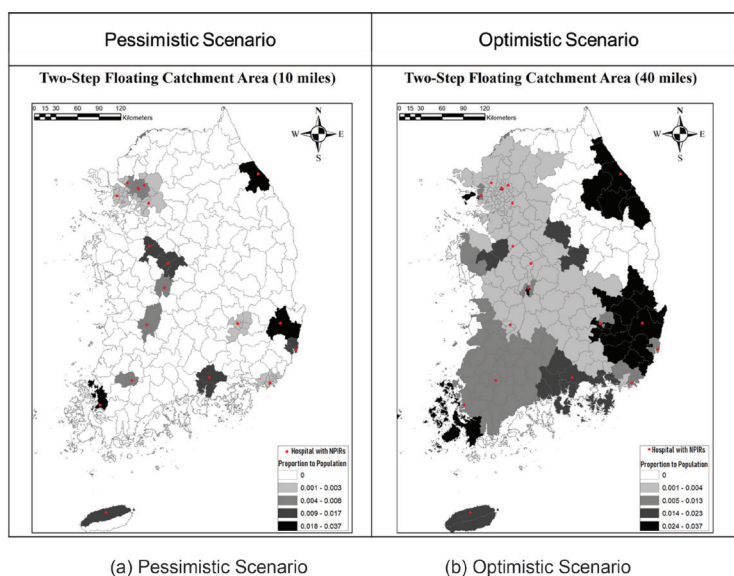 Pessimistic Scenario
Optimistic Scenario
Two-Step Floating Catchment Area (10 miles)
Two-Step Floating Catchment Area (40 miles)
0 15 30 60 90 120
Kilometers
N
W E
S
Hospital with NPIRs
Proportion to Population
0
0.001 - 0.003
0.004 - 0.008
0.009 - 0.017
0.018 - 0.037
0 15 30 60 90 120
Kilometers
N
W E
S
Hospital with NPIRs
Proportion to Population
0
0.001 - 0.004
0.005 - 0.013
0.014 - 0.023
0.024 - 0.037
(a) Pessimistic Scenario
(b) Optimistic Scenario